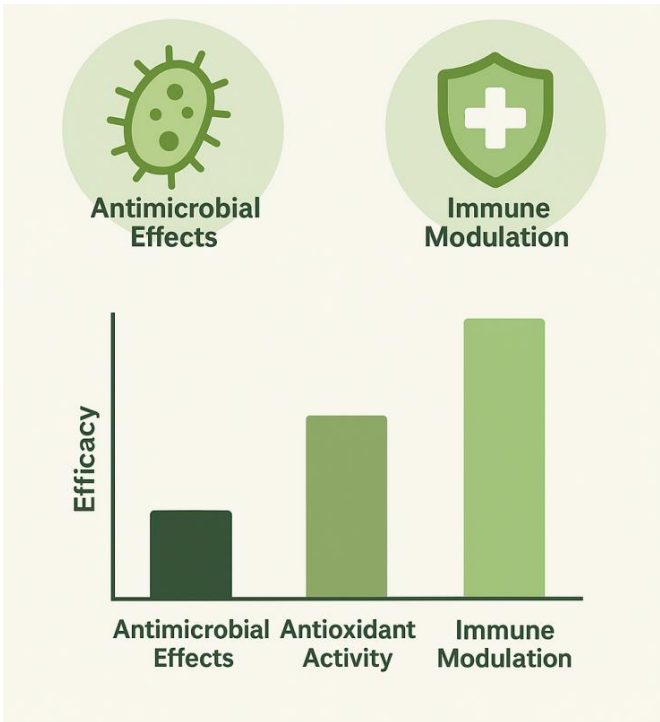 Antimicrobial
Effects
Immune
Modulation
Efficacy
Antimicrobial
Effects
Antioxidant
Activity
Immune
Modulation